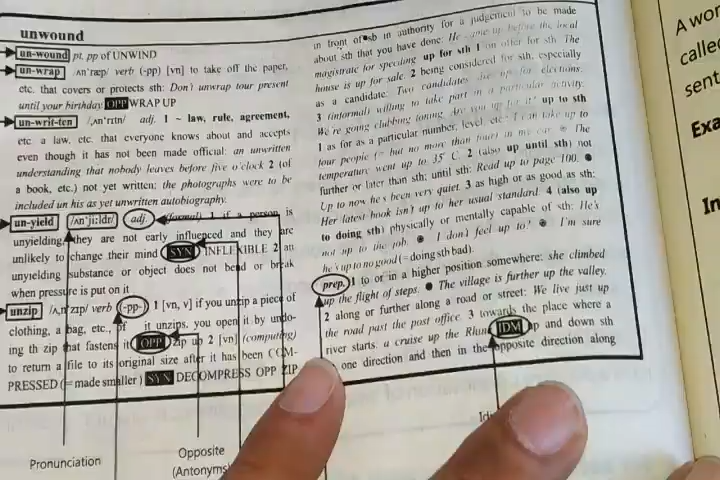 unwound
un-wound pt. pp of UNWIND
un-wrap /ʌn'ræp/ verb (-pp) [vn] to take off the paper,
etc. that covers or protects sth: Don't unwrap tour present
until your birthday OPP WRAP UP
un-writ-ten /ˌʌn'rɪtn/ adj. 1 ~ law, rule, agreement,
etc a law, etc. that everyone knows about and accepts
even though it has not been made official: an unwritten
understanding that nobody leaves before five o'clock 2 (of
a book, etc.) not yet written: the photographs were to be
included un his as yet unwritten autobiography.
un-yield /ʌn'ji:ldɪ/ adj. (formal) 1 if a person is
unyielding, they are not early influenced and they are
unlikely to change their mind SYN INFLEXIBLE 2 an
unyielding substance or object does not bend or break
when pressure is put on it
unzip /ˌʌn'zɪp/ verb (-pp-) 1 [vn, v] if you unzip a piece of
clothing, a bag, etc., it unzips. you open it by undo-
ing th zip that fastens it OPP zip up 2 [vn] (computing)
to return a file to its original size after it has been COM-
PRESSED (= made smaller) SYN DECOMPRESS OPP ZIP
in front of sb in authority for a judgement to be made
about sth that you have done: He came up before the local
magistrate for speeding up for sth 1 on offer for sth The
house is up for sale 2 being considered for sth, especially
as a candidate: Two candidates are up for elections.
3 (informal) willing to take part in a particular activity:
We're going clubbing toning. Are you up for it? up to sth
1 as for as a particular number, level, etc.: I can take up to
four people (= but no more than four) in my car ● The
temperature went up to 35°C 2 (also up until sth) not
further or later than sth; until sth: Read up to page 100. ●
Up to now he's been very quiet 3 as high or as good as sth:
Her latest book isn't up to her usual standard. 4 (also up
to doing sth) physically or mentally capable of sth: He's
not up to the job ● I don't feel up to? ● I'm sure
he's up to no good (= doing sth bad).
prep. 1 to or in a higher position somewhere: she climbed
up the flight of steps. ● The village is further up the valley.
2 along or further along a road or street: We live just up
the road past the post office. 3 towards the place where a
river starts. a cruise up the IDM up and down sth
one direction and then in the opposite direction along
Pronunciation
Opposite
(Antonyms)
A wor
called
sent
Exa
In